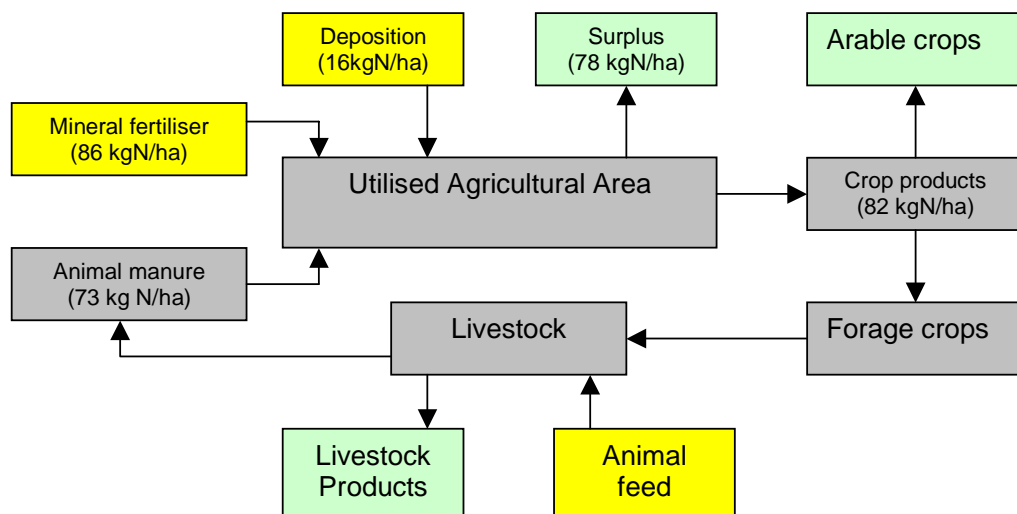 Deposition
(16kgN/ha)
Surplus
(78 kgN/ha)
Arable crops
Mineral fertiliser
(86 kgN/ha)
Utilised Agricultural Area
Crop products
(82 kgN/ha)
Animal manure
(73 kg N/ha)
Livestock
Forage crops
Livestock
Products
Animal
feed